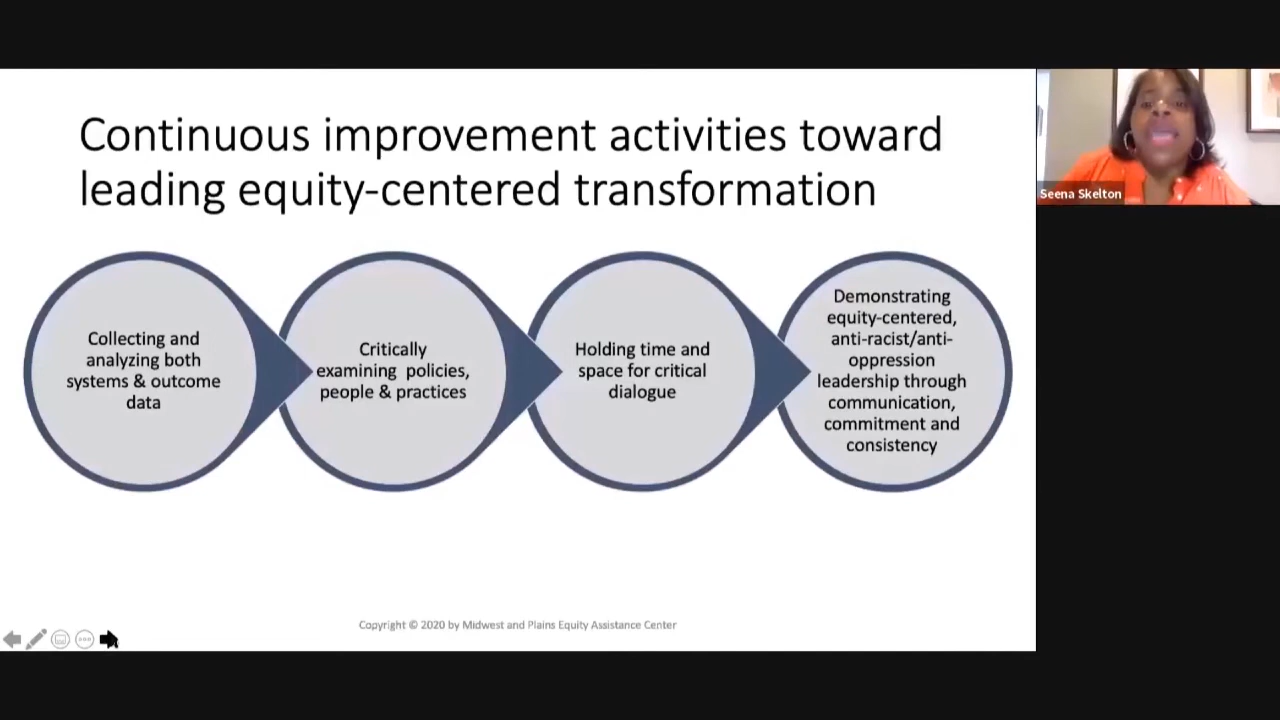 Continuous improvement activities toward
leading equity-centered transformation
Seena Skelton
Collecting and
analyzing both
systems & outcome
data
Critically
examining policies,
people & practices
Holding time and
space for critical
dialogue
Demonstrating
equity-centered,
anti-racist/anti-
oppression
leadership through
communication,
commitment and
consistency
Copyright © 2020 by Midwest and Plains Equity Assistance Center